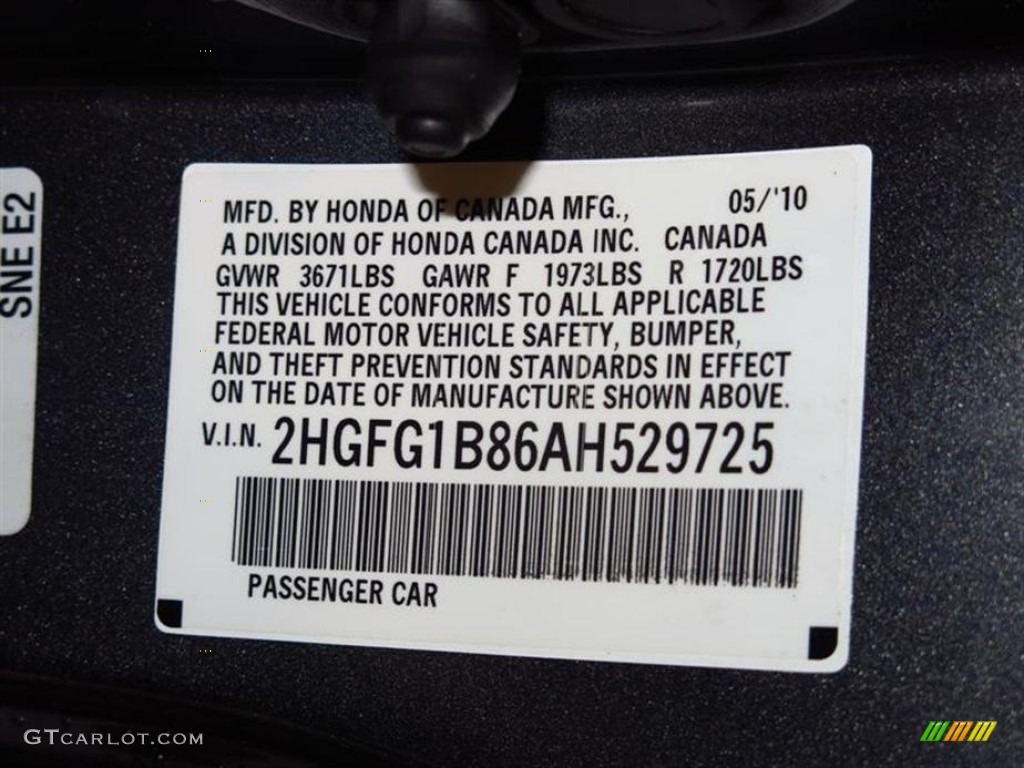 SNE E2
MFD. BY HONDA OF CANADA MFG., 05/'10
A DIVISION OF HONDA CANADA INC. CANADA
GVWR 3671LBS GAWR F 1973LBS R 1720LBS
THIS VEHICLE CONFORMS TO ALL APPLICABLE
FEDERAL MOTOR VEHICLE SAFETY, BUMPER,
AND THEFT PREVENTION STANDARDS IN EFFECT
ON THE DATE OF MANUFACTURE SHOWN ABOVE.
V.I.N. 2HGFG1B86AH529725
PASSENGER CAR
GTCARLOT.COM